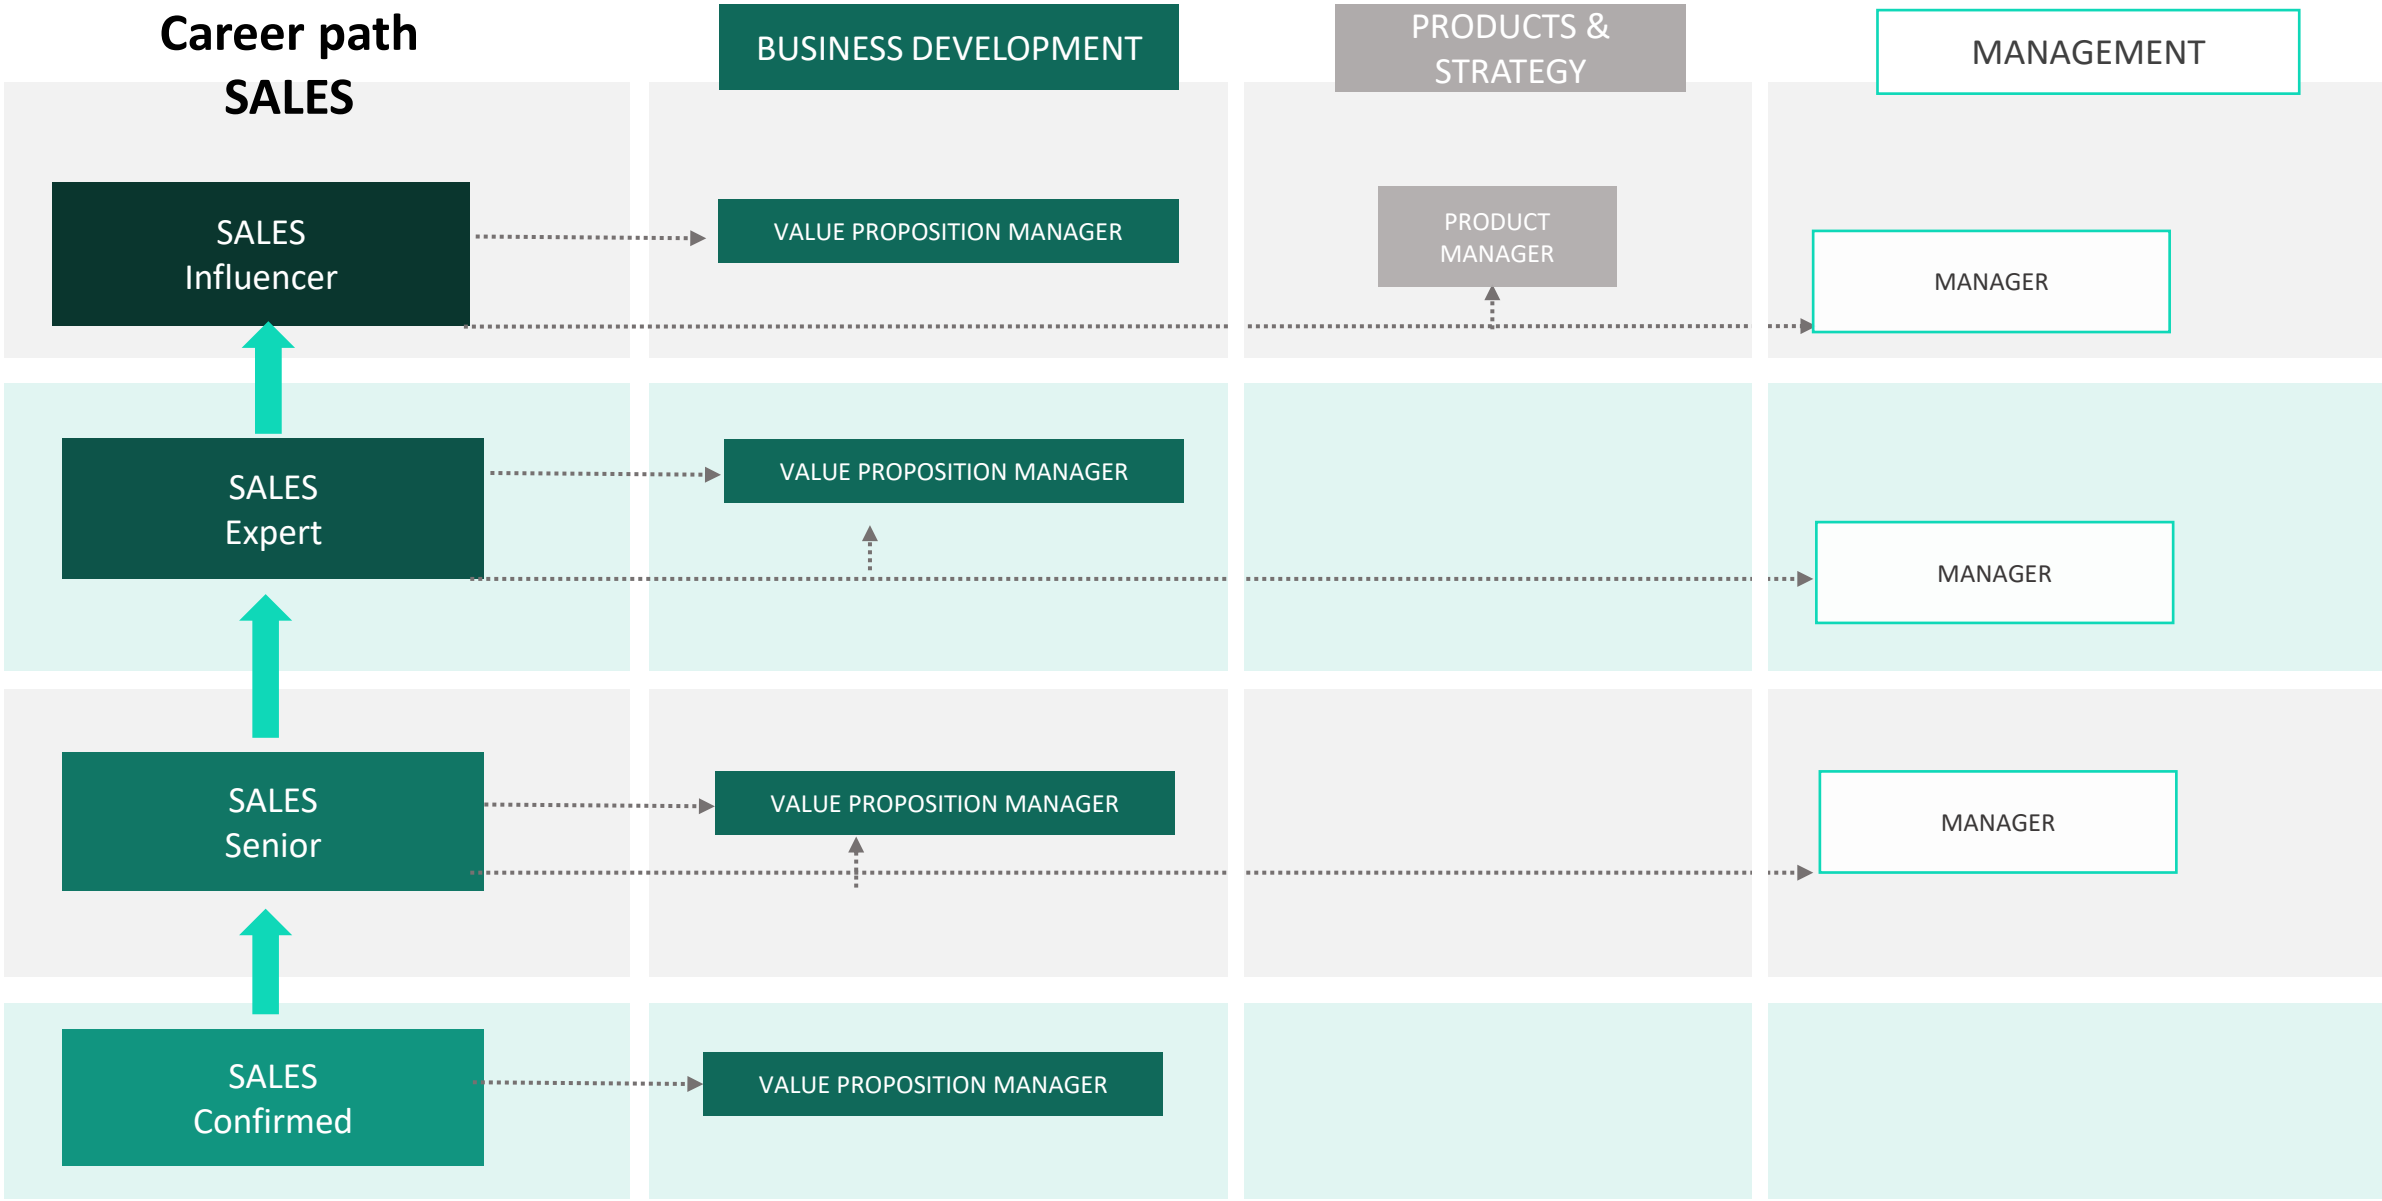 Career path
SALES
BUSINESS DEVELOPMENT
PRODUCTS &
STRATEGY
MANAGEMENT
SALES
Influencer
VALUE PROPOSITION MANAGER
PRODUCT
MANAGER
MANAGER
SALES
Expert
VALUE PROPOSITION MANAGER
MANAGER
SALES
Senior
VALUE PROPOSITION MANAGER
MANAGER
SALES
Confirmed
VALUE PROPOSITION MANAGER